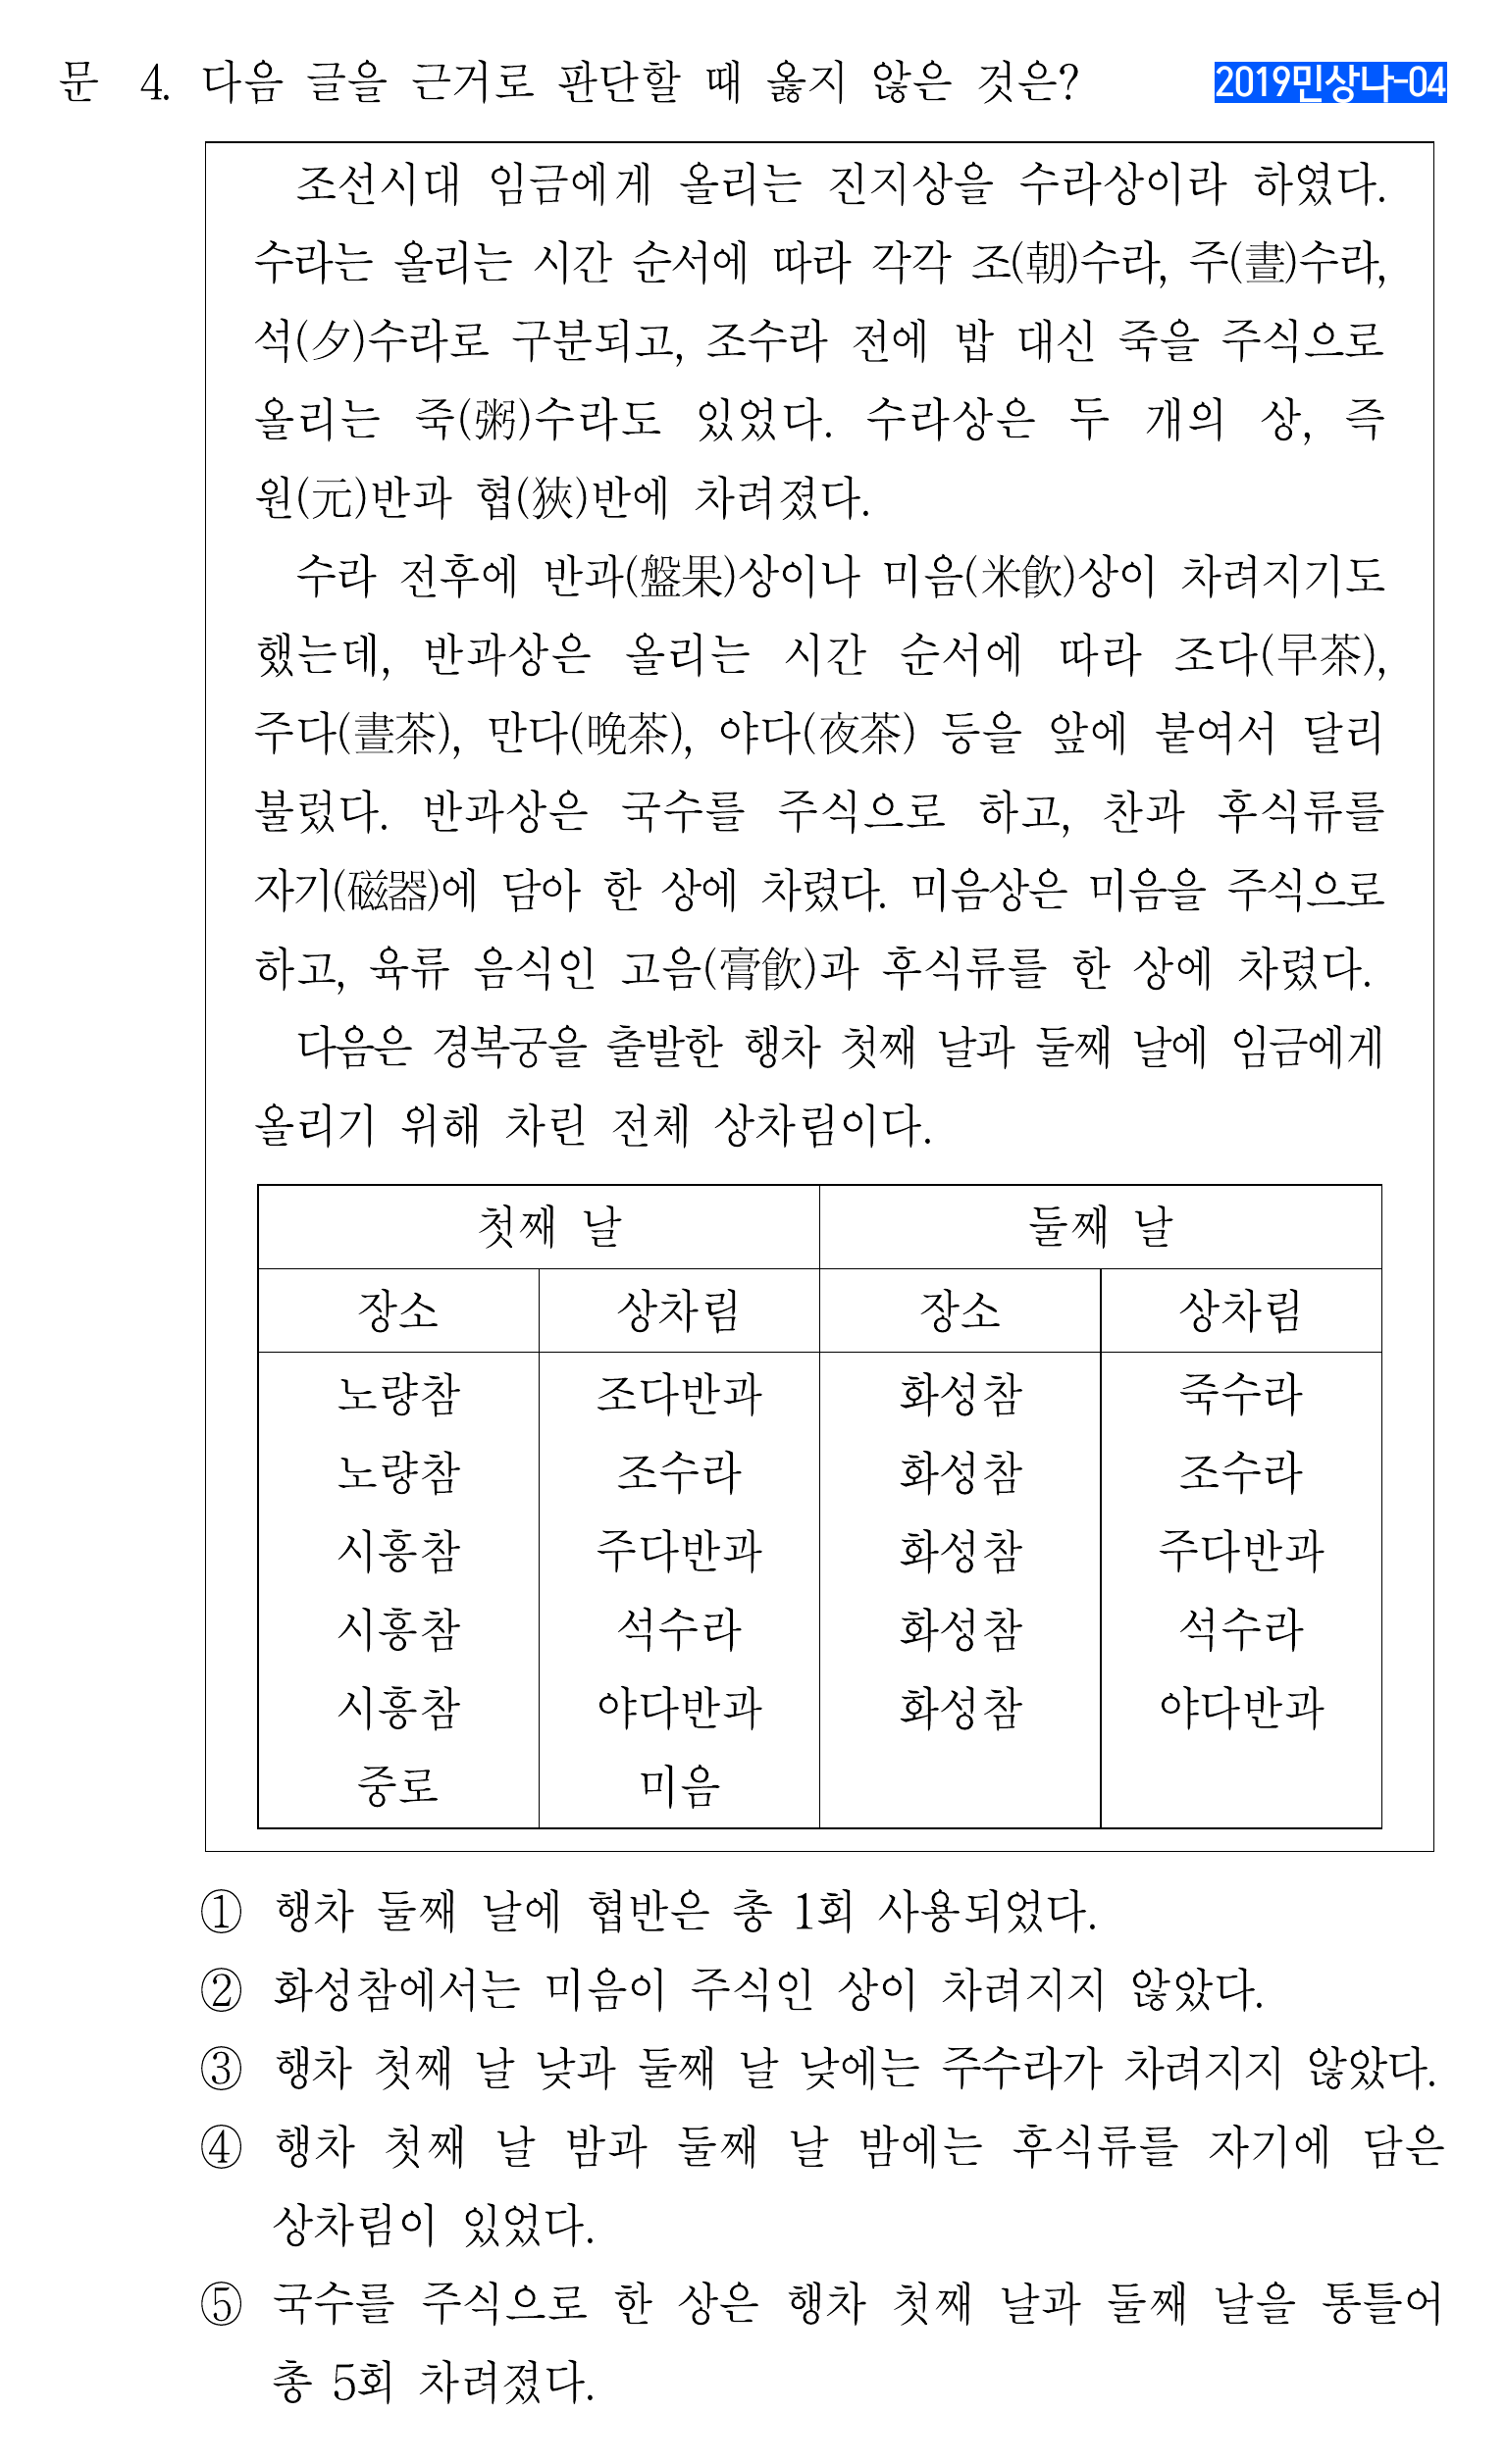 문 4. 다음 글을 근거로 판단할 때 옳지 않은 것은? 2019민상나-04
조선시대 임금에게 올리는 진지상을 수라상이라 하였다.
수라는 올리는 시간 순서에 따라 각각 조(朝)수라, 주(晝)수라,
석(夕)수라로 구분되고, 조수라 전에 밥 대신 죽을 주식으로
올리는 죽(粥)수라도 있었다. 수라상은 두 개의 상, 즉
원(元)반과 협(狹)반에 차려졌다.
수라 전후에 반과(盤果)상이나 미음(米飮)상이 차려지기도
했는데, 반과상은 올리는 시간 순서에 따라 조다(早茶),
주다(晝茶), 만다(晩茶), 야다(夜茶) 등을 앞에 붙여서 달리
불렀다. 반과상은 국수를 주식으로 하고, 찬과 후식류를
자기(磁器)에 담아 한 상에 차렸다. 미음상은 미음을 주식으로
하고, 육류 음식인 고음(膏飮)과 후식류를 한 상에 차렸다.
다음은 경복궁을 출발한 행차 첫째 날과 둘째 날에 임금에게
올리기 위해 차린 전체 상차림이다.
첫째 날 둘째 날
장소 상차림 장소 상차림
노량참 조다반과 화성참 죽수라
노량참 조수라 화성참 조수라
시흥참 주다반과 화성참 주다반과
시흥참 석수라 화성참 석수라
시흥참 야다반과 화성참 야다반과
중로 미음
① 행차 둘째 날에 협반은 총 1회 사용되었다.
② 화성참에서는 미음이 주식인 상이 차려지지 않았다.
③ 행차 첫째 날 낮과 둘째 날 낮에는 주수라가 차려지지 않았다.
④ 행차 첫째 날 밤과 둘째 날 밤에는 후식류를 자기에 담은
상차림이 있었다.
⑤ 국수를 주식으로 한 상은 행차 첫째 날과 둘째 날을 통틀어
총 5회 차려졌다.